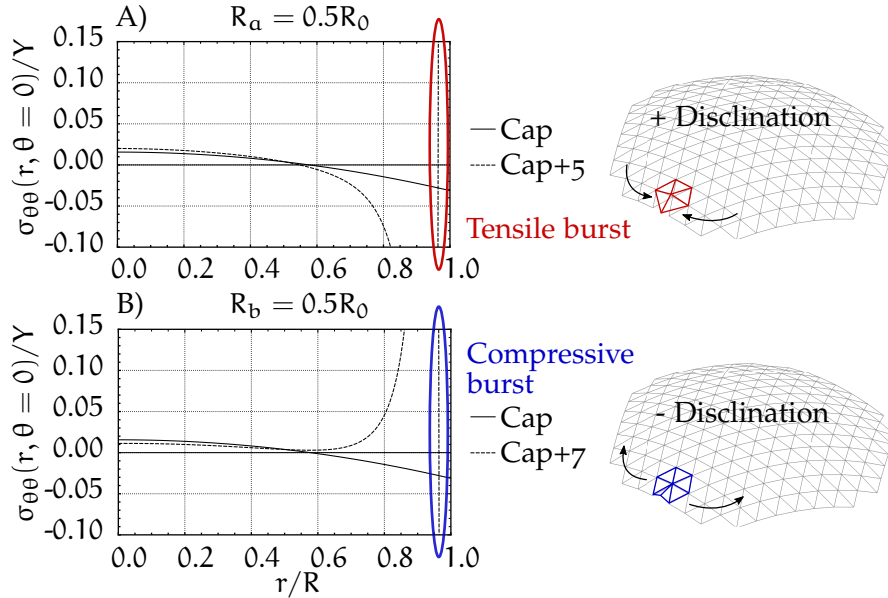 A)
R_a = 0.5R_0
σ_θθ(r, θ = 0)/Y
0.15
0.10
0.05
0.00
-0.05
-0.10
0.0 0.2 0.4 0.6 0.8 1.0
Cap
Cap+5
Tensile burst
+ Disclination
B)
R_b = 0.5R_0
σ_θθ(r, θ = 0)/Y
0.15
0.10
0.05
0.00
-0.05
-0.10
0.0 0.2 0.4 0.6 0.8 1.0
r/R
Compressive
burst
Cap
Cap+7
- Disclination